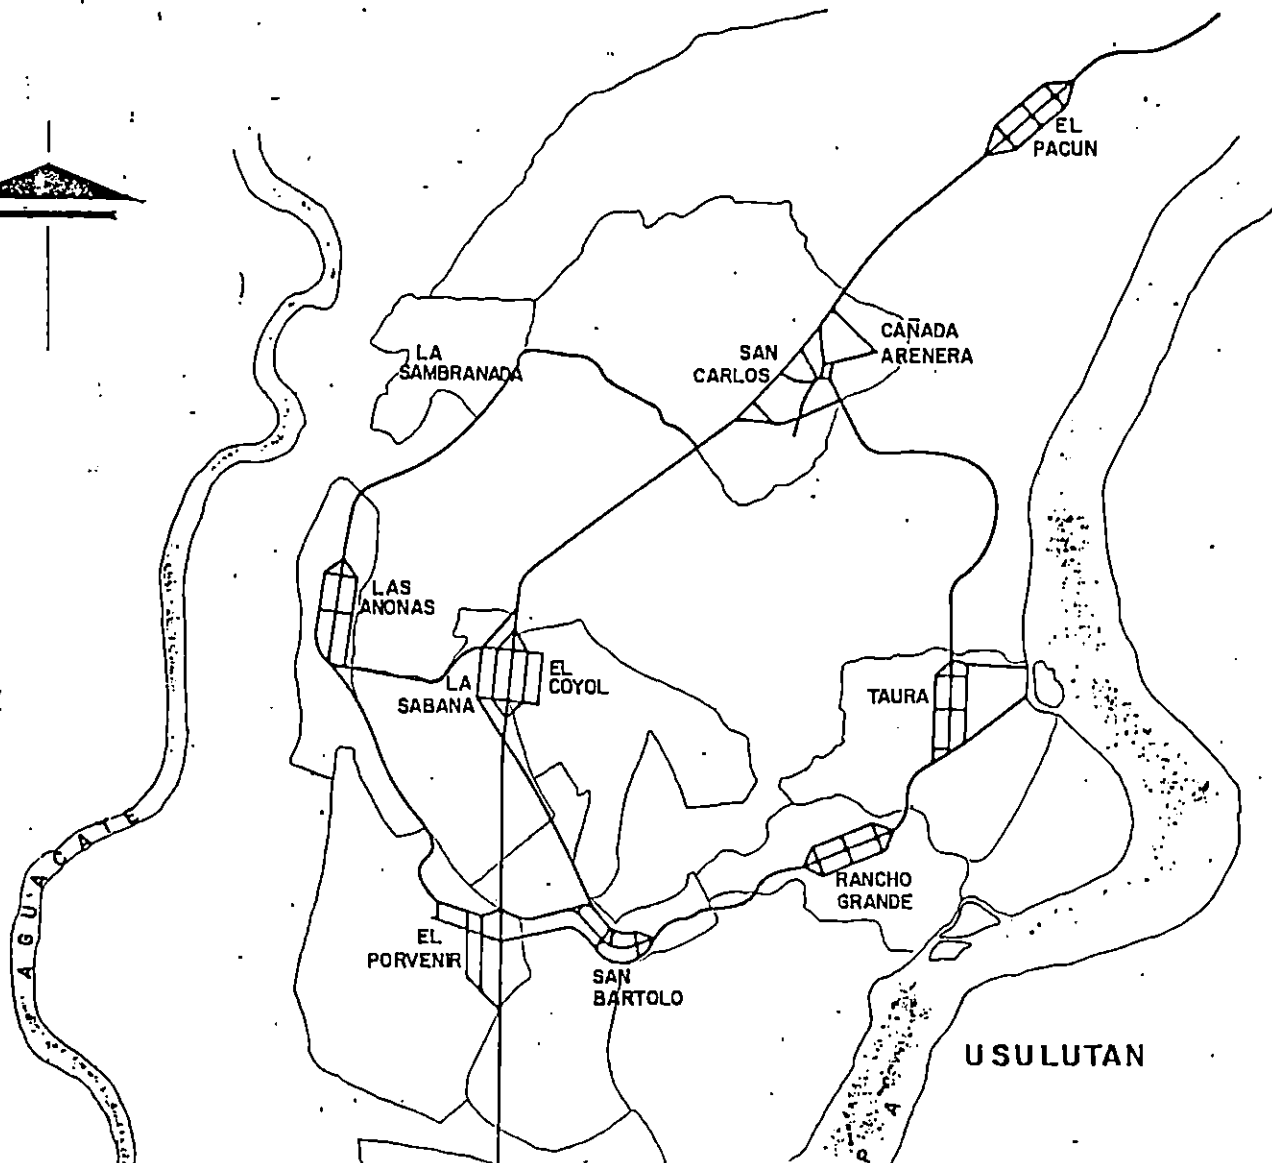 EL
PACUN
CAÑADA
ARENERA
SAN
CARLOS
LA
SAMBRANADA
LAS
ANONAS
EL
COYOL
LA
SABANA
TAURA
AGUACATE
RANCHO
GRANDE
EL
PORVENIR
SAN
BARTOLO
USULUTAN
P A